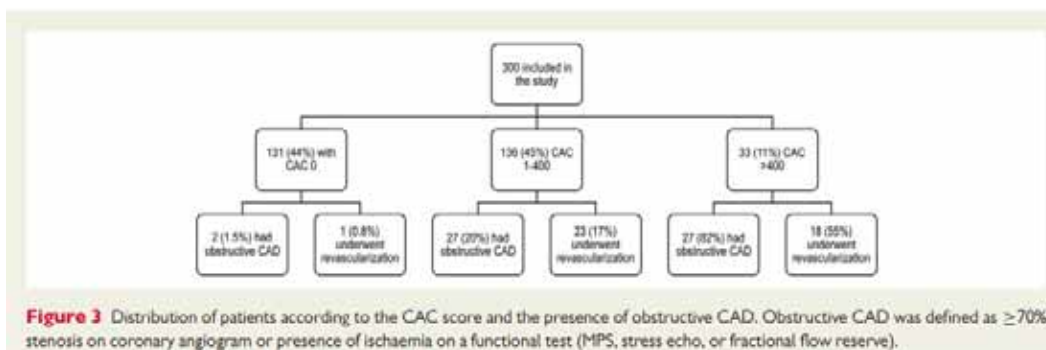 300 included in
the study
131 (44%) with
CAC 0
136 (45%) CAC
1-400
33 (11%) CAC
>400
2 (1.5%) had
obstructive CAD
1 (0.8%)
underwent
revascularization
27 (20%) had
obstructive CAD
23 (17%)
underwent
revascularization
27 (82%) had
obstructive CAD
18 (55%)
underwent
revascularization
Figure 3 Distribution of patients according to the CAC score and the presence of obstructive CAD. Obstructive CAD was defined as ≥70%
stenosis on coronary angiogram or presence of ischaemia on a functional test (MPS, stress echo, or fractional flow reserve).